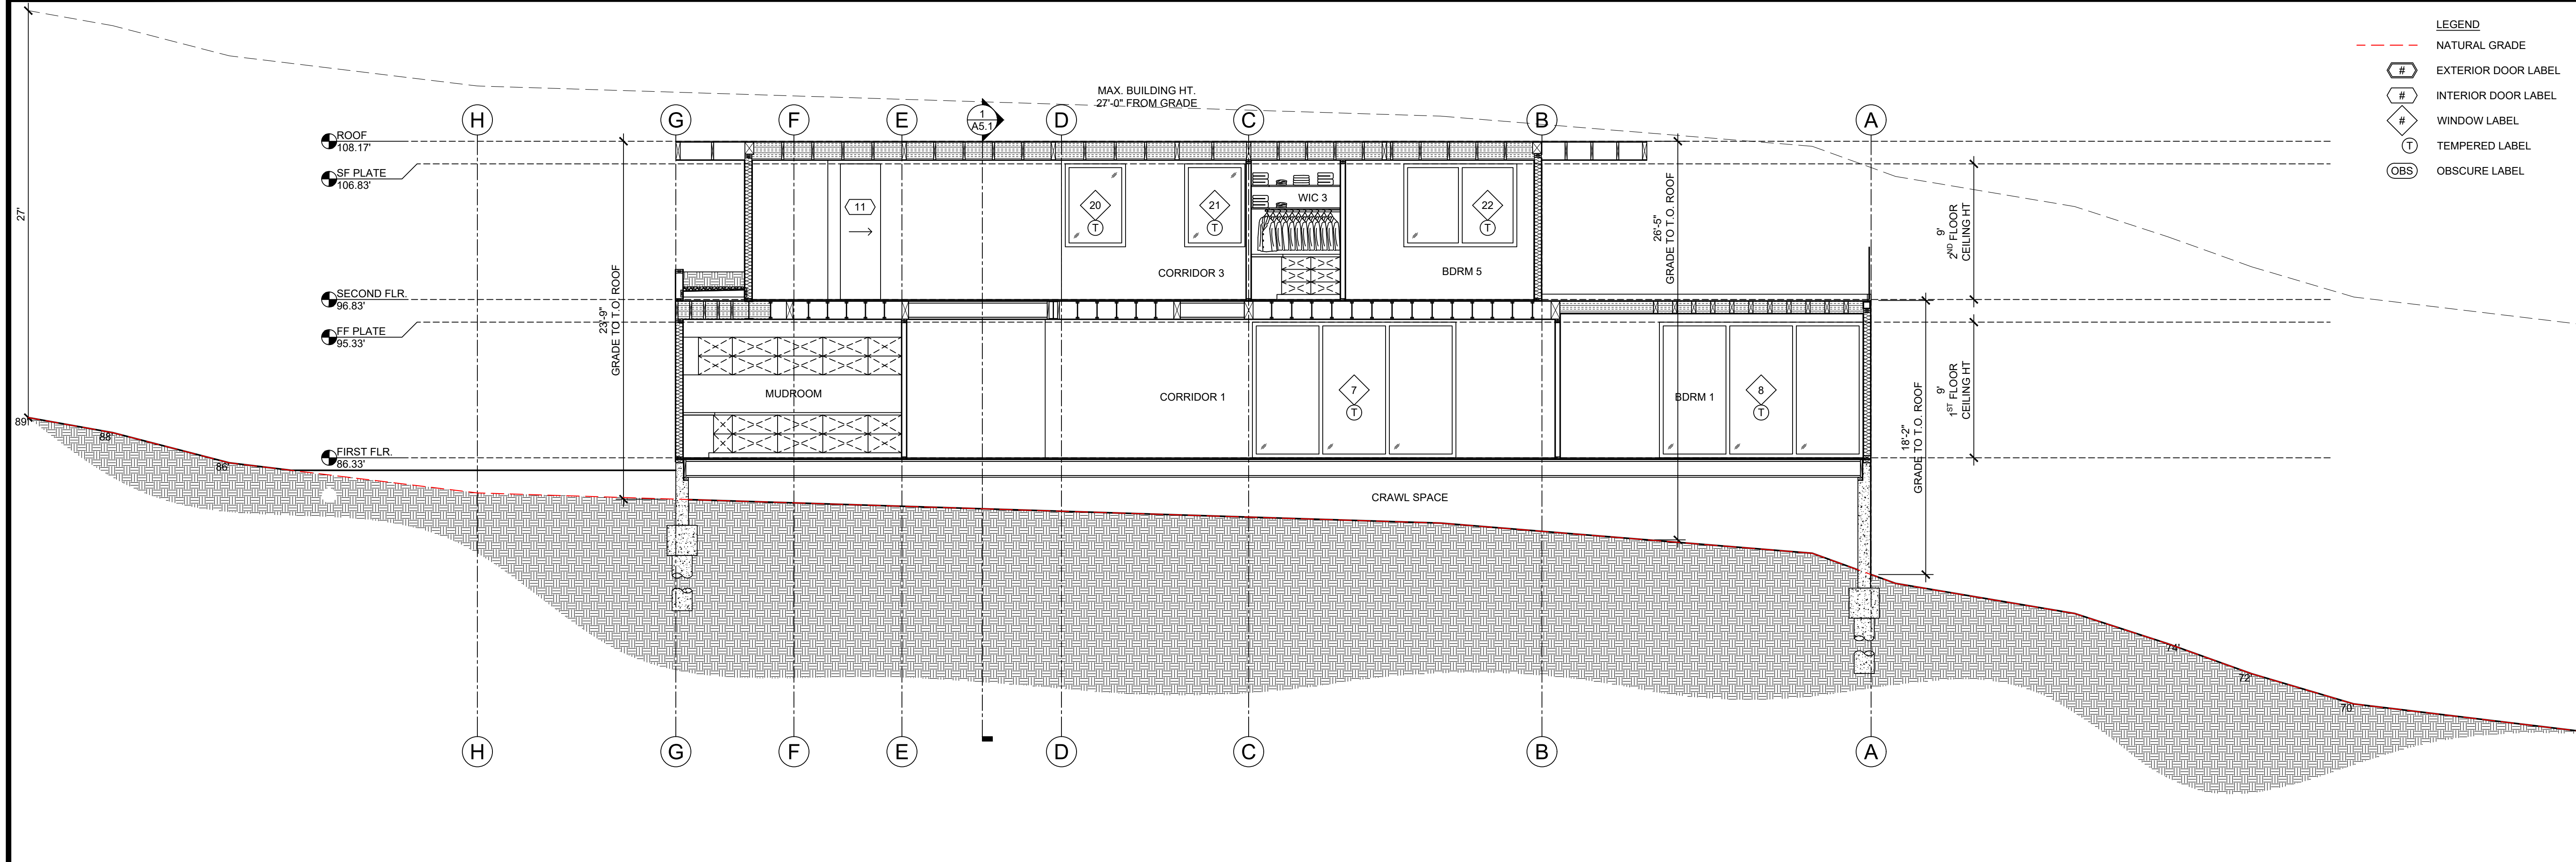 LEGEND
NATURAL GRADE
# EXTERIOR DOOR LABEL
# INTERIOR DOOR LABEL
# WINDOW LABEL
T TEMPERED LABEL
OBS OBSCURE LABEL
MAX. BUILDING HT.
27'-0" FROM GRADE
H G F E 1 D C B A
A5.1
27'
ROOF
108.17'
SF PLATE
106.83'
SECOND FLR.
96.83'
FF PLATE
95.33'
FIRST FLR.
86.33'
23'-9"
GRADE TO T.O. ROOF
11
20
T
21
T
WIC 3
22
T
CORRIDOR 3
BDRM 5
26'-5"
GRADE TO T.O. ROOF
9'
2ND FLOOR
CEILING HT
MUDROOM
CORRIDOR 1
7
T
BDRM 1
8
T
18'-2"
GRADE TO T.O. ROOF
9'
1ST FLOOR
CEILING HT
CRAWL SPACE
89'
88'
86'
74'
72'
70'
H G F E D C B A